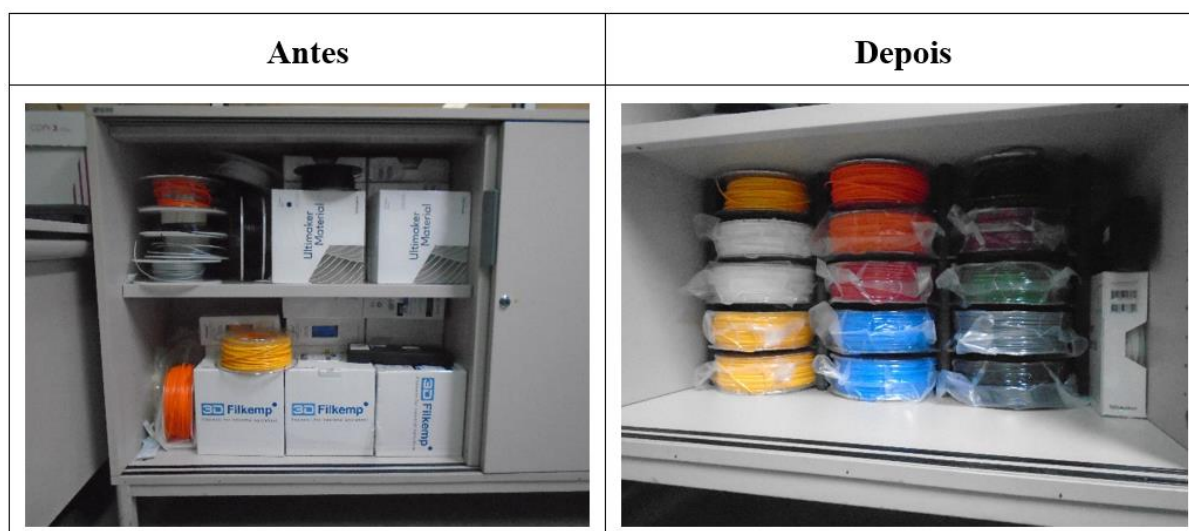 Antes
Depois
Ultimaker
Material
Ultimaker
Material
3D Filkemp
3D Filkemp
3D Filkemp